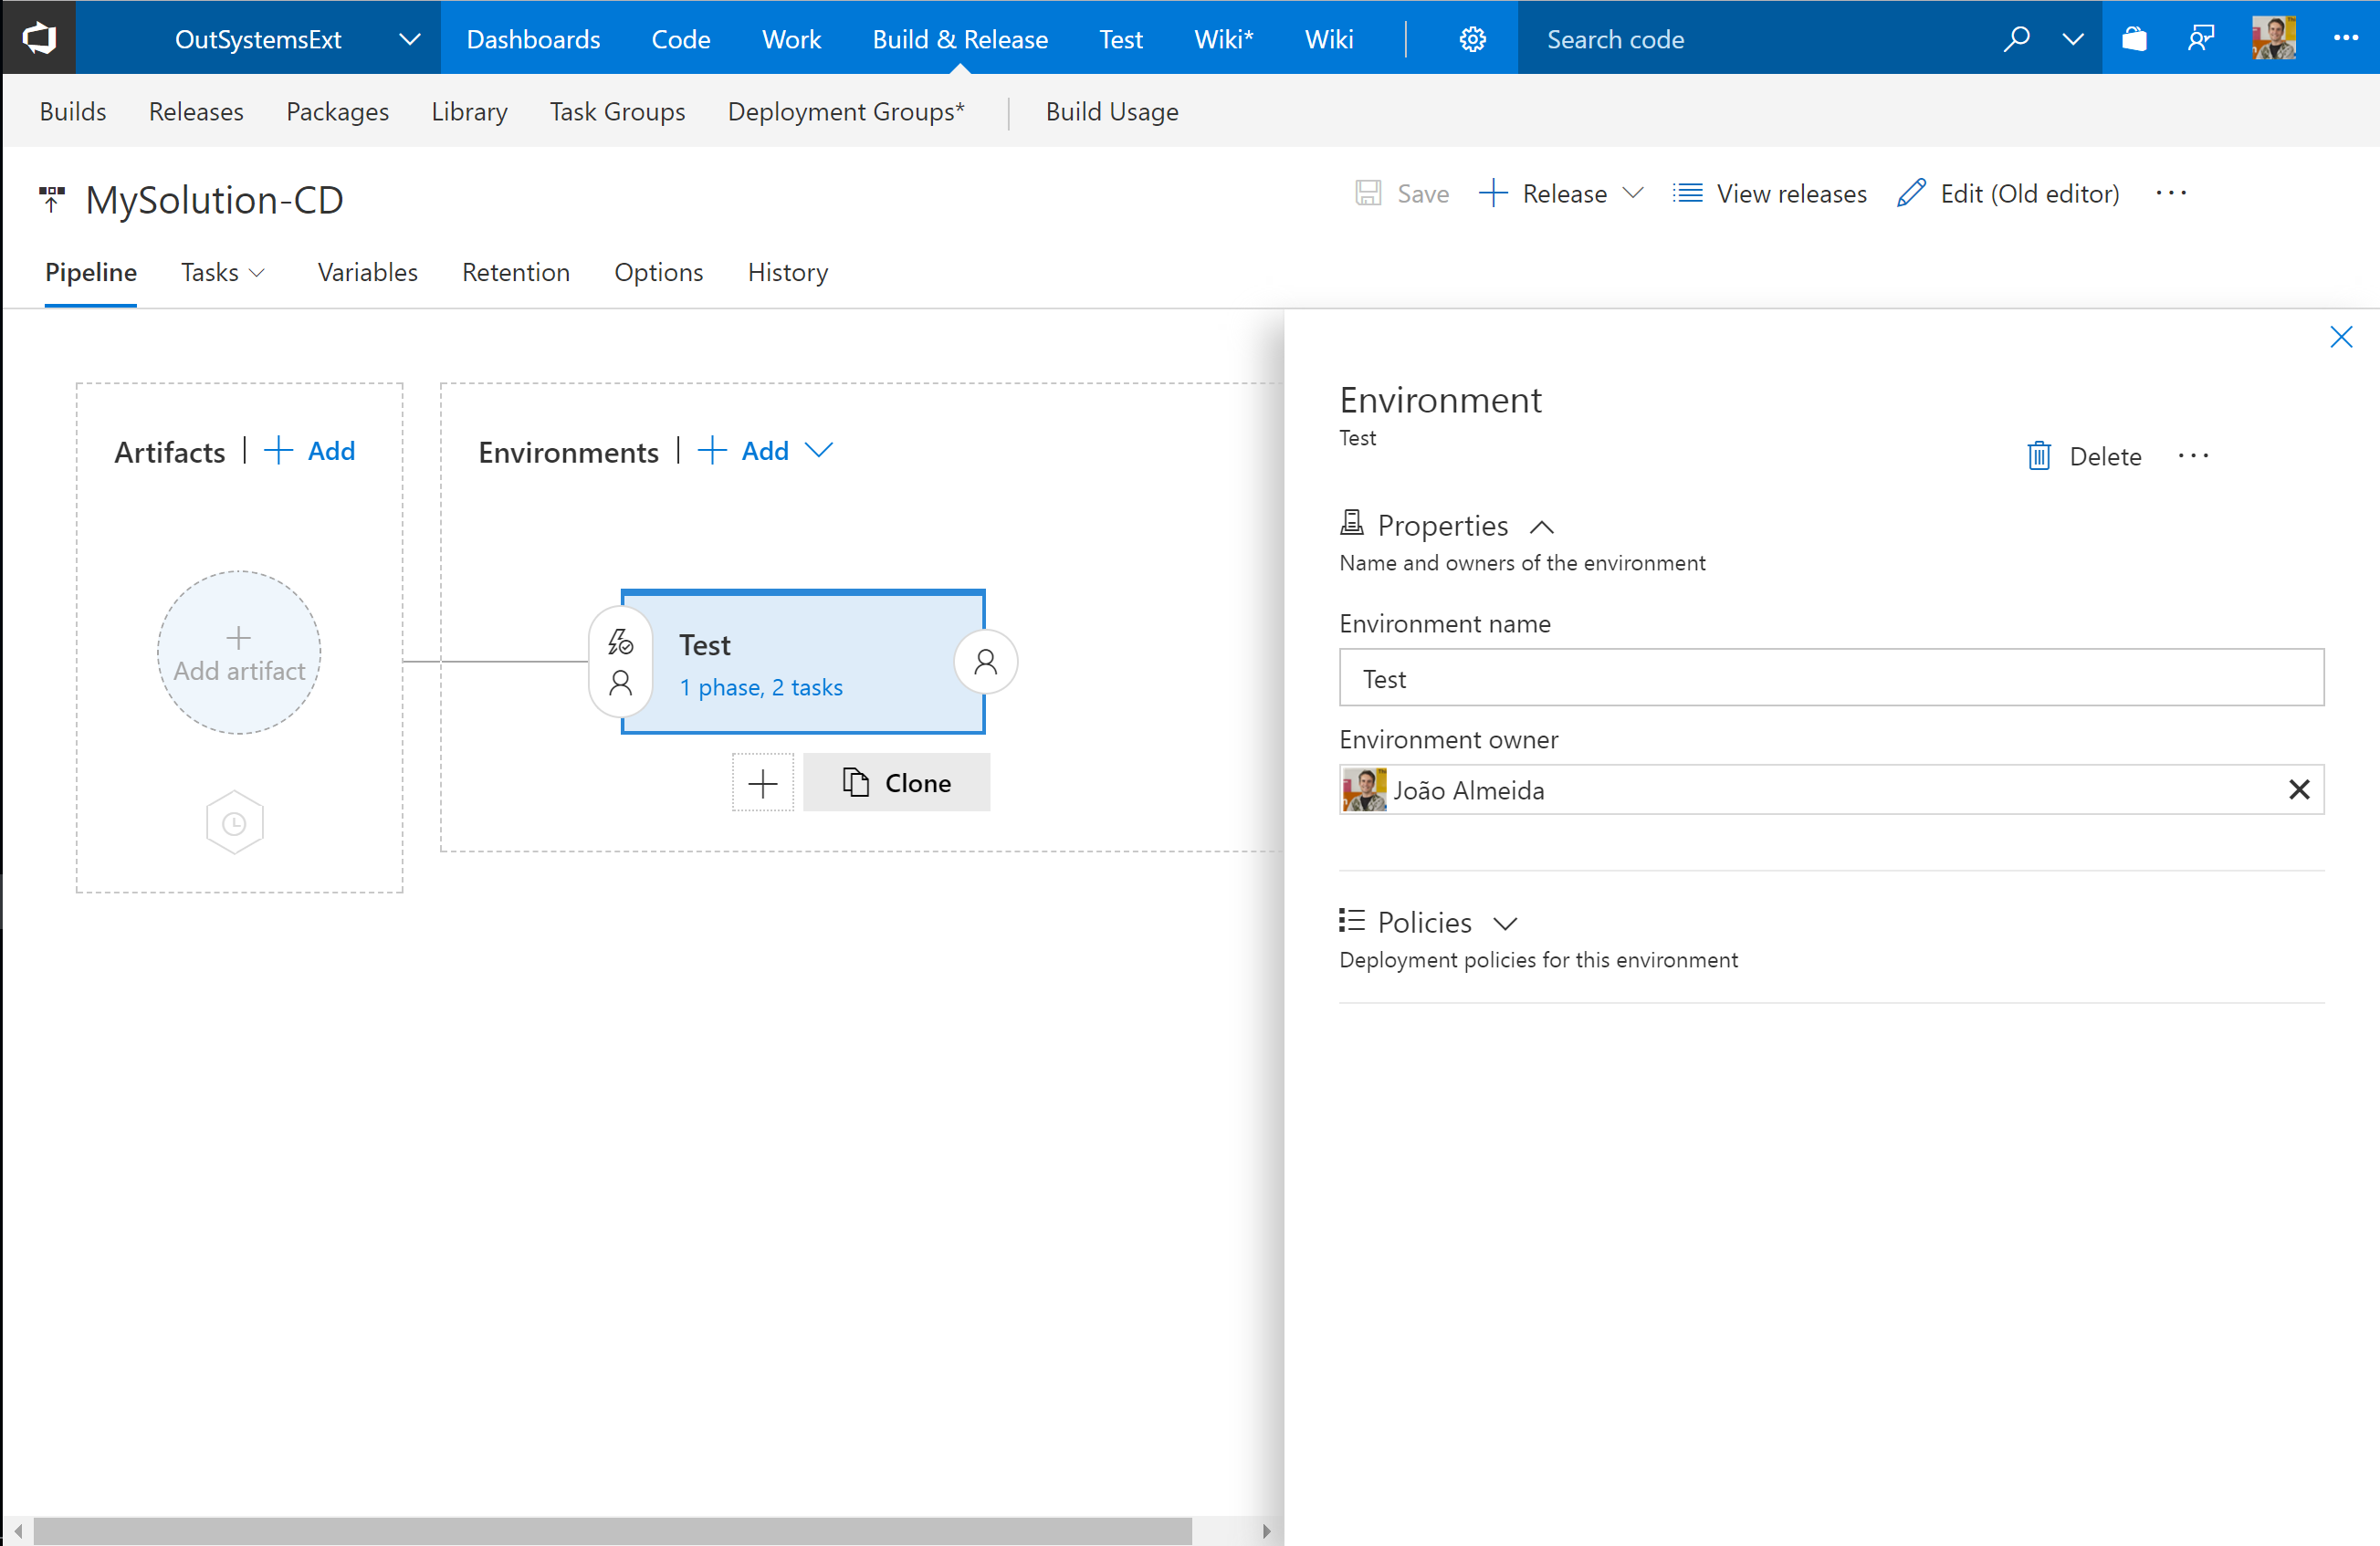 OutSystemsExt Dashboards Code Work Build & Release Test Wiki* Wiki Search code
Builds Releases Packages Library Task Groups Deployment Groups* Build Usage
MySolution-CD Save Release View releases Edit (Old editor)
Pipeline Tasks Variables Retention Options History
Artifacts Add
Environments Add
Add artifact
Test
1 phase, 2 tasks
Clone
Environment
Test
Delete
Properties
Name and owners of the environment
Environment name
Test
Environment owner
João Almeida
Policies
Deployment policies for this environment